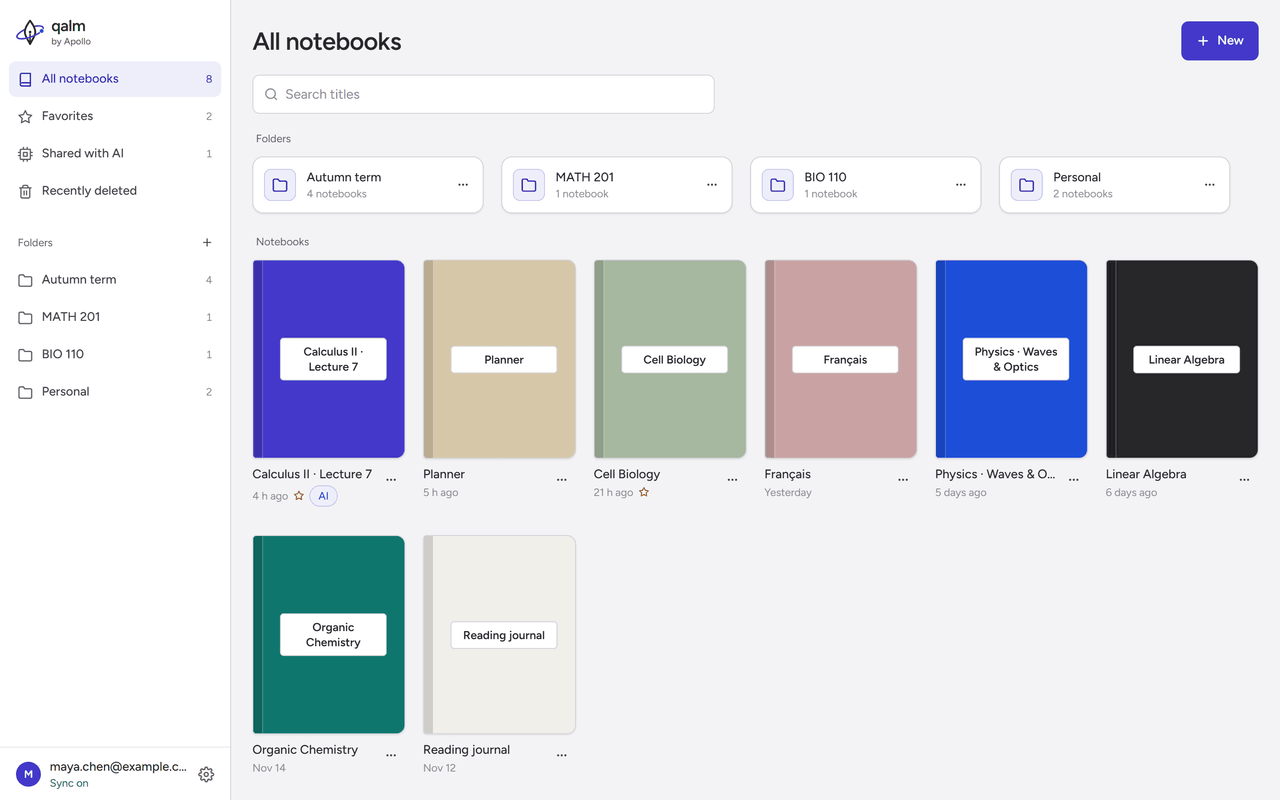 qalm
by Apollo
All notebooks 8
Favorites 2
Shared with AI 1
Recently deleted
Folders +
Autumn term 4
MATH 201 1
BIO 110 1
Personal 2
M
maya.chen@example.c...
Sync on
All notebooks
+ New
Search titles
Folders
Autumn term
4 notebooks
...
MATH 201
1 notebook
...
BIO 110
1 notebook
...
Personal
2 notebooks
...
Notebooks
Calculus II ·
Lecture 7
Calculus II · Lecture 7
...
4 h ago AI
Planner
Planner
...
5 h ago
Cell Biology
Cell Biology
...
21 h ago
Français
Français
...
Yesterday
Physics · Waves
& Optics
Physics · Waves & O...
...
5 days ago
Linear Algebra
Linear Algebra
...
6 days ago
Organic
Chemistry
Organic Chemistry
...
Nov 14
Reading journal
Reading journal
...
Nov 12